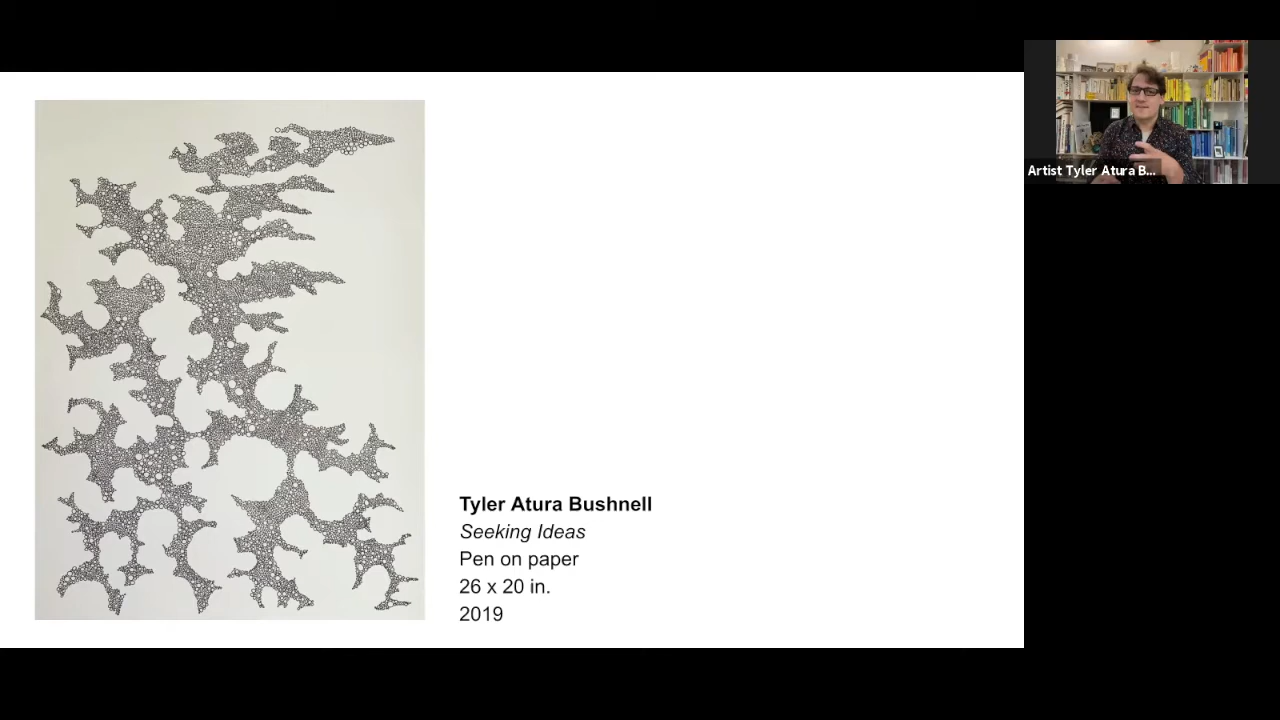 Artist Tyler Atura B...
Tyler Atura Bushnell
Seeking Ideas
Pen on paper
26 x 20 in.
2019